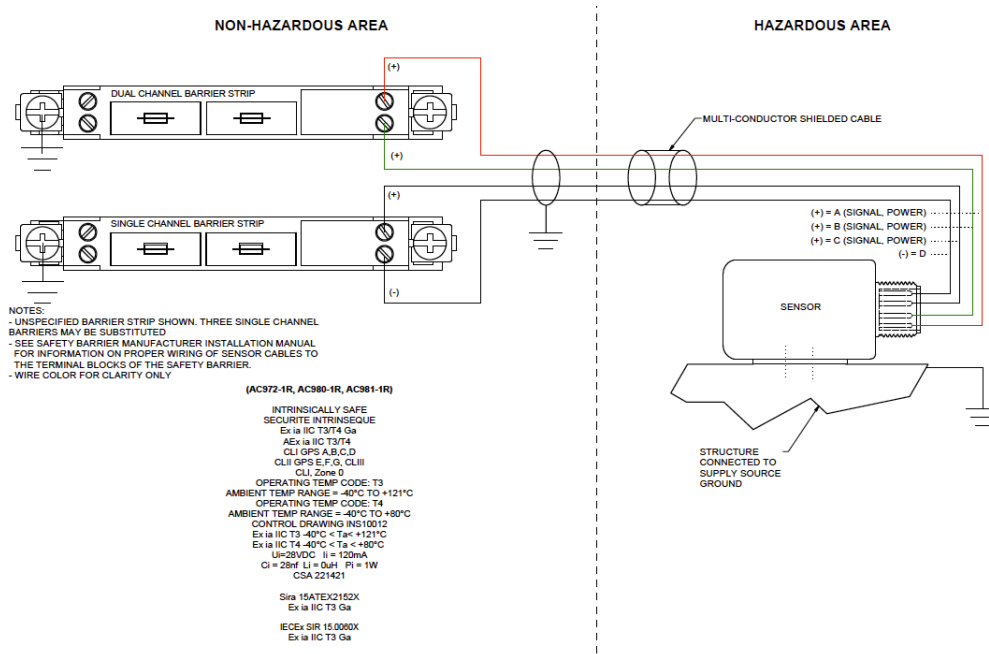 NON-HAZARDOUS AREA
HAZARDOUS AREA
(+)
DUAL CHANNEL BARRIER STRIP
MULTI-CONDUCTOR SHIELDED CABLE
(+)
(+)
SINGLE CHANNEL BARRIER STRIP
(-)
(+) = A (SIGNAL, POWER)
(+) = B (SIGNAL, POWER)
(+) = C (SIGNAL, POWER)
(-) = D
SENSOR
STRUCTURE
CONNECTED TO
SUPPLY SOURCE
GROUND
NOTES:
- UNSPECIFIED BARRIER STRIP SHOWN. THREE SINGLE CHANNEL
BARRIERS MAY BE SUBSTITUTED
- SEE SAFETY BARRIER MANUFACTURER INSTALLATION MANUAL
FOR INFORMATION ON PROPER WIRING OF SENSOR CABLES TO
THE TERMINAL BLOCKS OF THE SAFETY BARRIER.
- WIRE COLOR FOR CLARITY ONLY
(AC972-1R, AC980-1R, AC981-1R)
INTRINSICALLY SAFE
SECURITE INTRINSEQUE
Ex ia IIC T3/T4 Ga
AEx ia IIC T3/T4
CLI GPS A,B,C,D
CLII GPS E,F,G, CLIII
CLI, Zone 0
OPERATING TEMP CODE: T3
AMBIENT TEMP RANGE = -40°C TO +121°C
OPERATING TEMP CODE: T4
AMBIENT TEMP RANGE = -40°C TO +80°C
CONTROL DRAWING INS10012
Ex ia IIC T3 -40°C < Ta< +121°C
Ex ia IIC T4 -40°C < Ta < +80°C
Ui=28VDC Ii = 120mA
Ci = 28nf Li = 0uH Pi = 1W
CSA 221421
Sira 15ATEX2152X
Ex ia IIC T3 Ga
IECEx SIR 15.0060X
Ex ia IIC T3 Ga